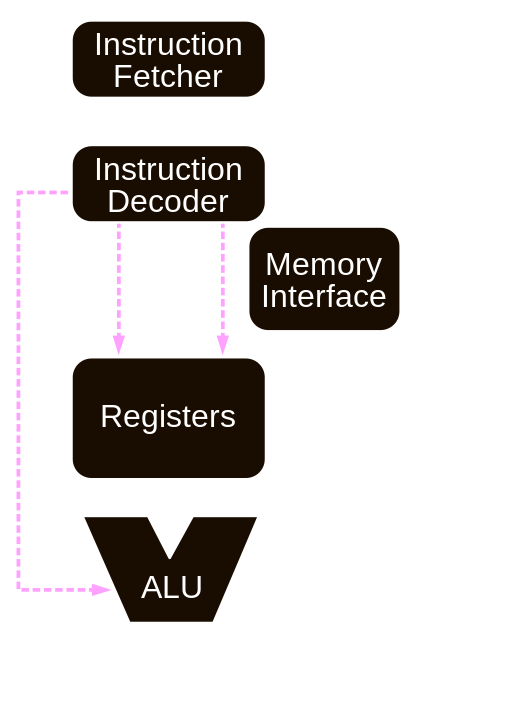 Instruction
Fetcher
Instruction
Decoder
Memory
Interface
Registers
ALU